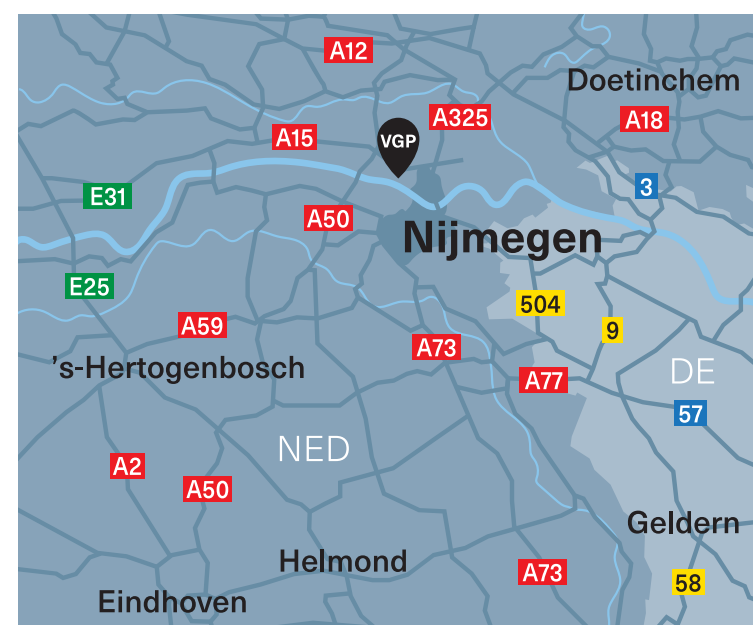 A12
Doetinchem
A325
A18
A15
VGP
3
E31
A50
Nijmegen
E25
504
A59
9
A73
's-Hertogenbosch
DE
A77
57
NED
A2
A50
Geldern
Helmond
A73
58
Eindhoven